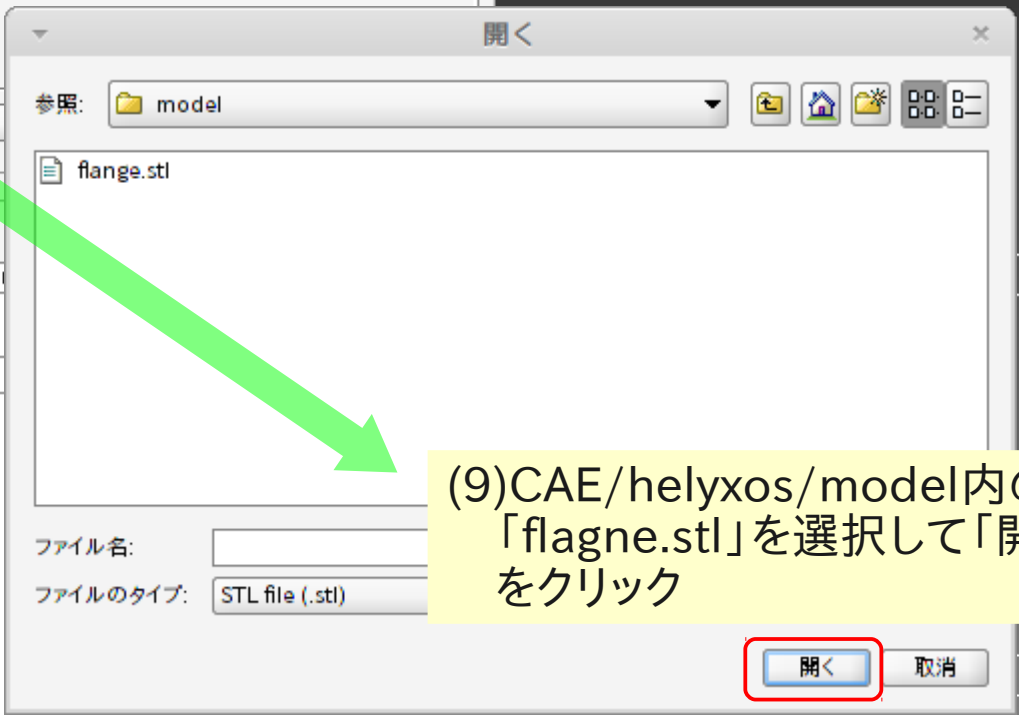 開く
参照: model
flange.stl
(9)CAE/helyxos/model内
「flagne.stl」を選択して「開
をクリック
ファイル名:
ファイルのタイプ: STL file (.stl)
開く 取消